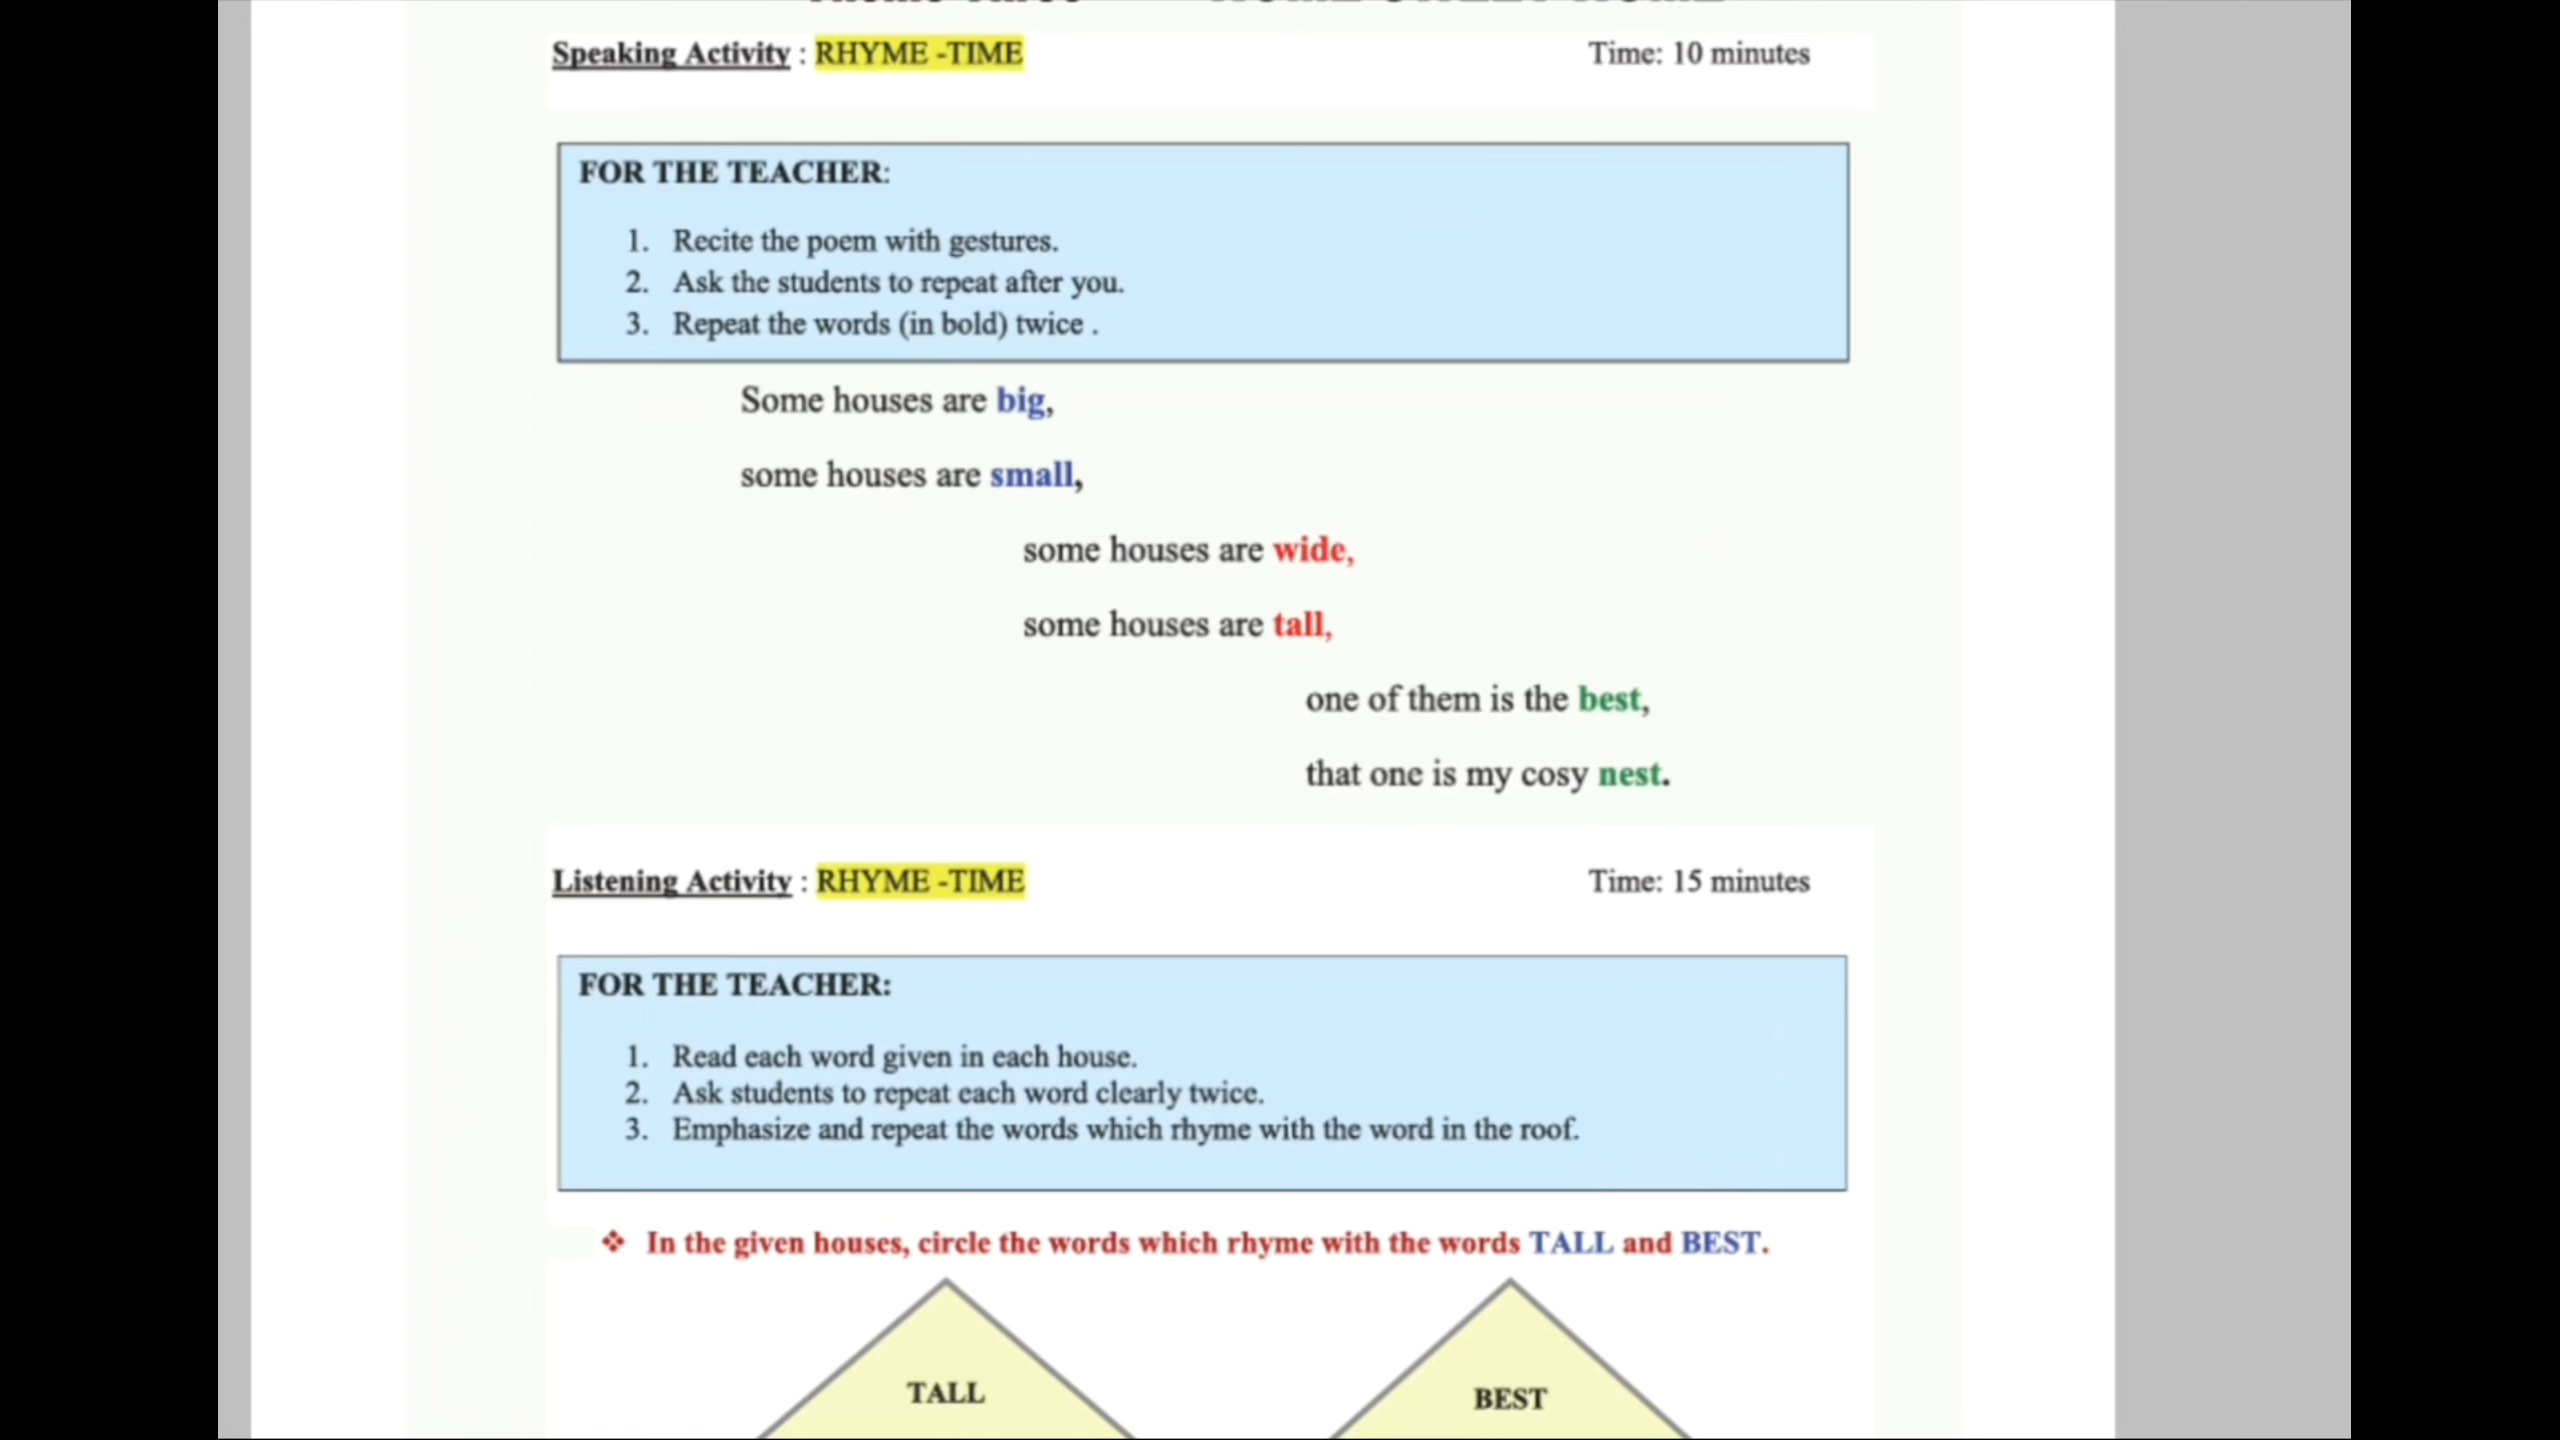 Speaking Activity : RHYME -TIME Time: 10 minutes
FOR THE TEACHER:
1. Recite the poem with gestures.
2. Ask the students to repeat after you.
3. Repeat the words (in bold) twice .
Some houses are big,
some houses are small,
some houses are wide,
some houses are tall,
one of them is the best,
that one is my cosy nest.
Listening Activity : RHYME -TIME Time: 15 minutes
FOR THE TEACHER:
1. Read each word given in each house.
2. Ask students to repeat each word clearly twice.
3. Emphasize and repeat the words which rhyme with the word in the roof.
❖ In the given houses, circle the words which rhyme with the words TALL and BEST.
TALL BEST